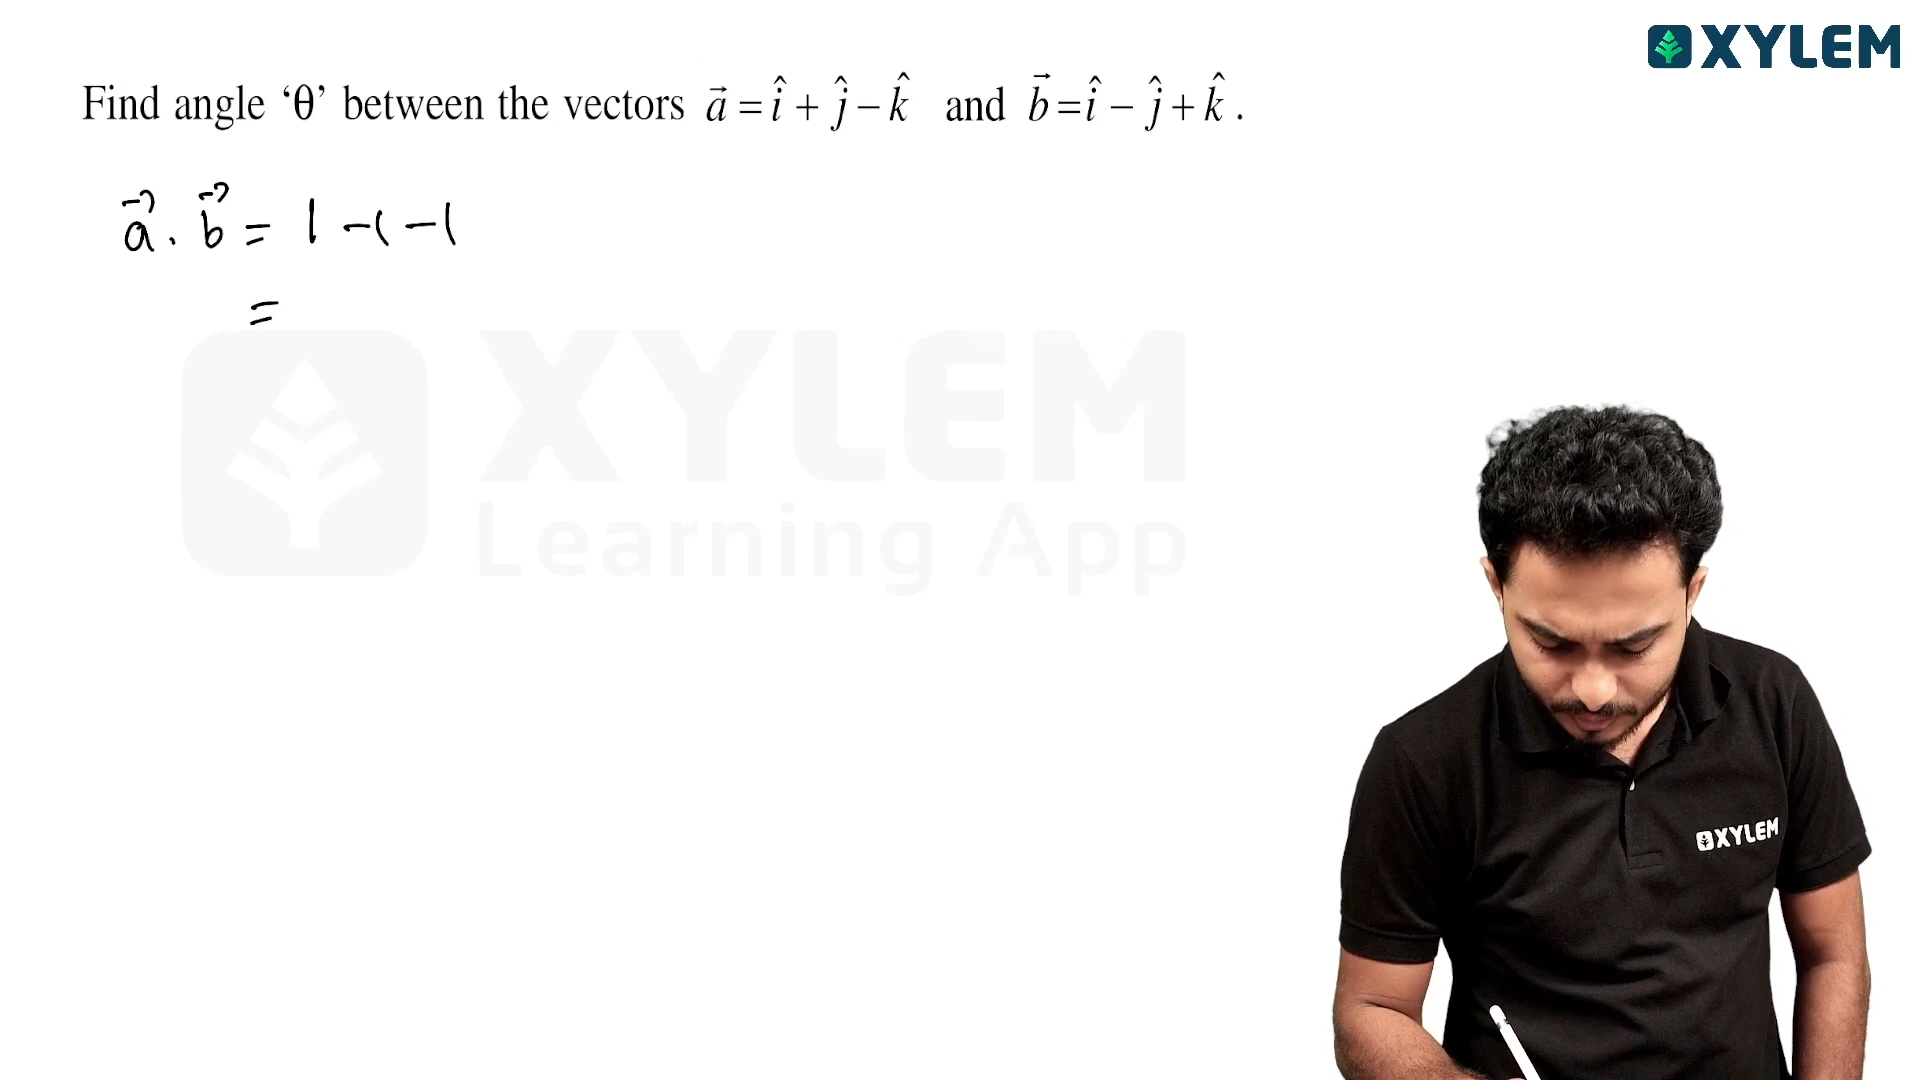 XYLEM
Find angle ‘θ’ between the vectors a⃗ = î + ĵ − k̂ and b⃗ = î − ĵ + k̂ .
a⃗ . b⃗ = 1 -1 -1
=
XYLEM
Learning App
XYLEM